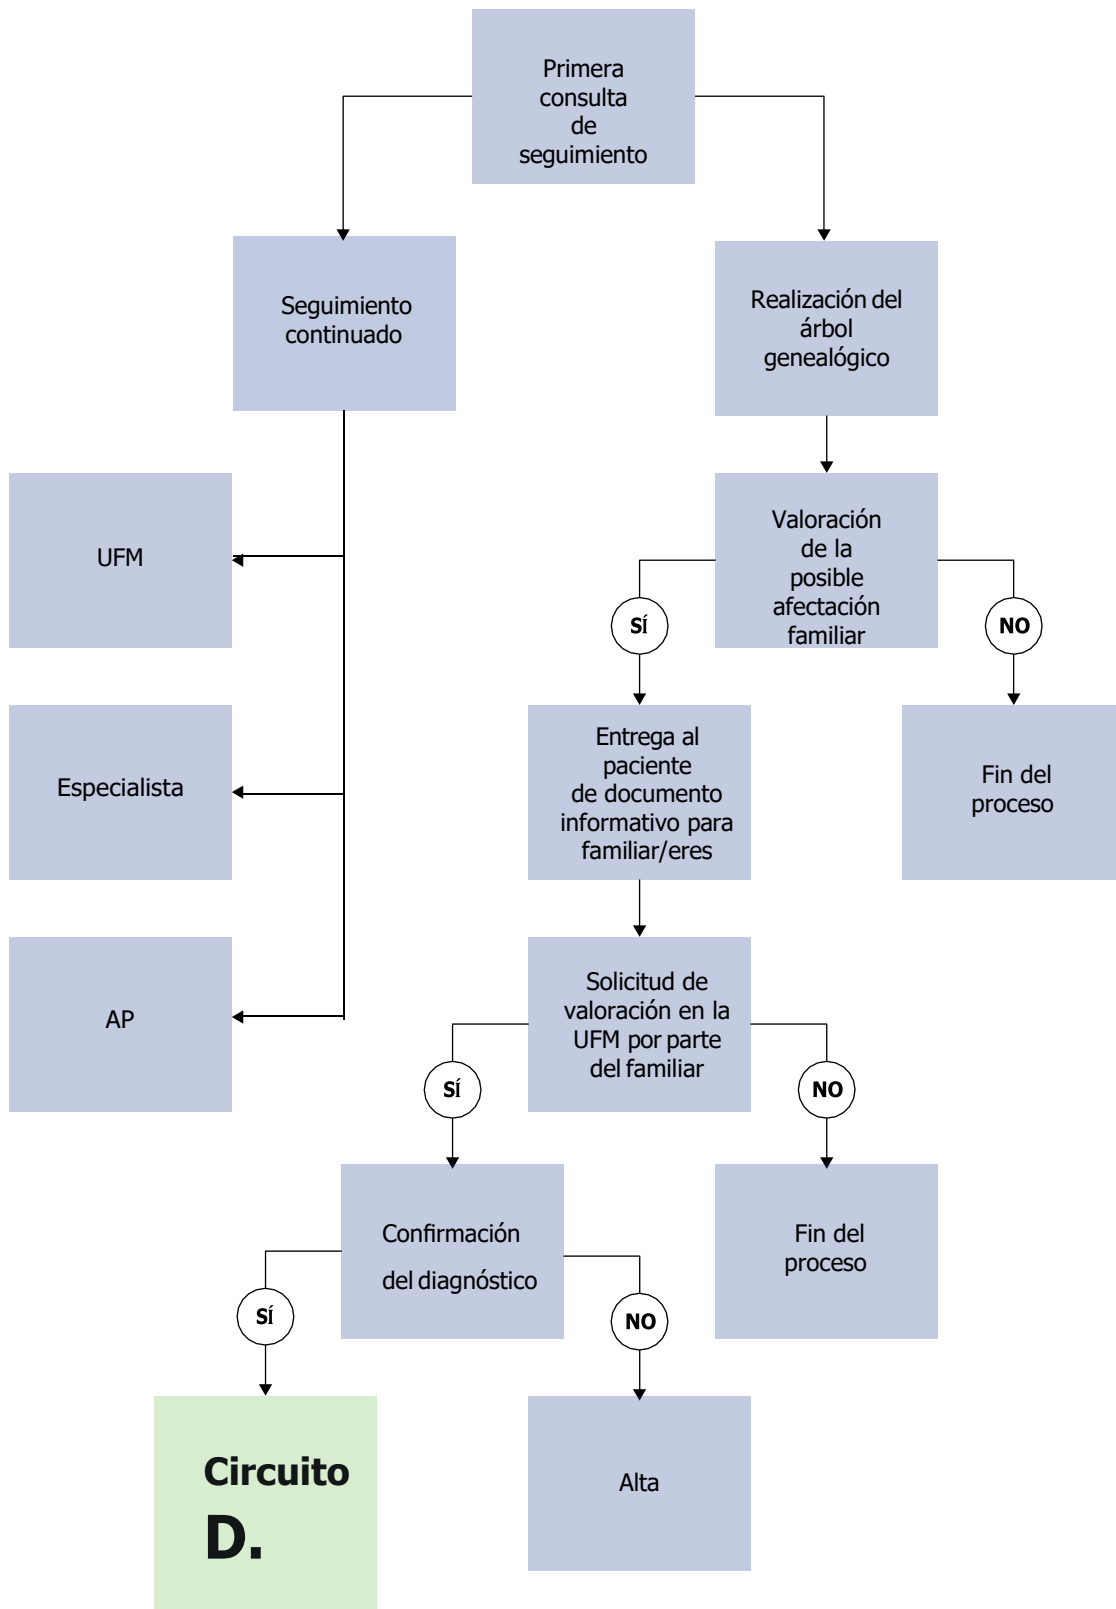 Primera
consulta
de
seguimiento
Seguimiento
continuado
Realización del
árbol
genealógico
UFM
Valoración
de la
posible
afectación
familiar
SÍ
NO
Especialista
Entrega al
paciente
de documento
informativo para
familiar/eres
Fin del
proceso
AP
Solicitud de
valoración en la
UFM por parte
del familiar
SÍ
NO
Confirmación
del diagnóstico
Fin del
proceso
SÍ
NO
Circuito
D.
Alta